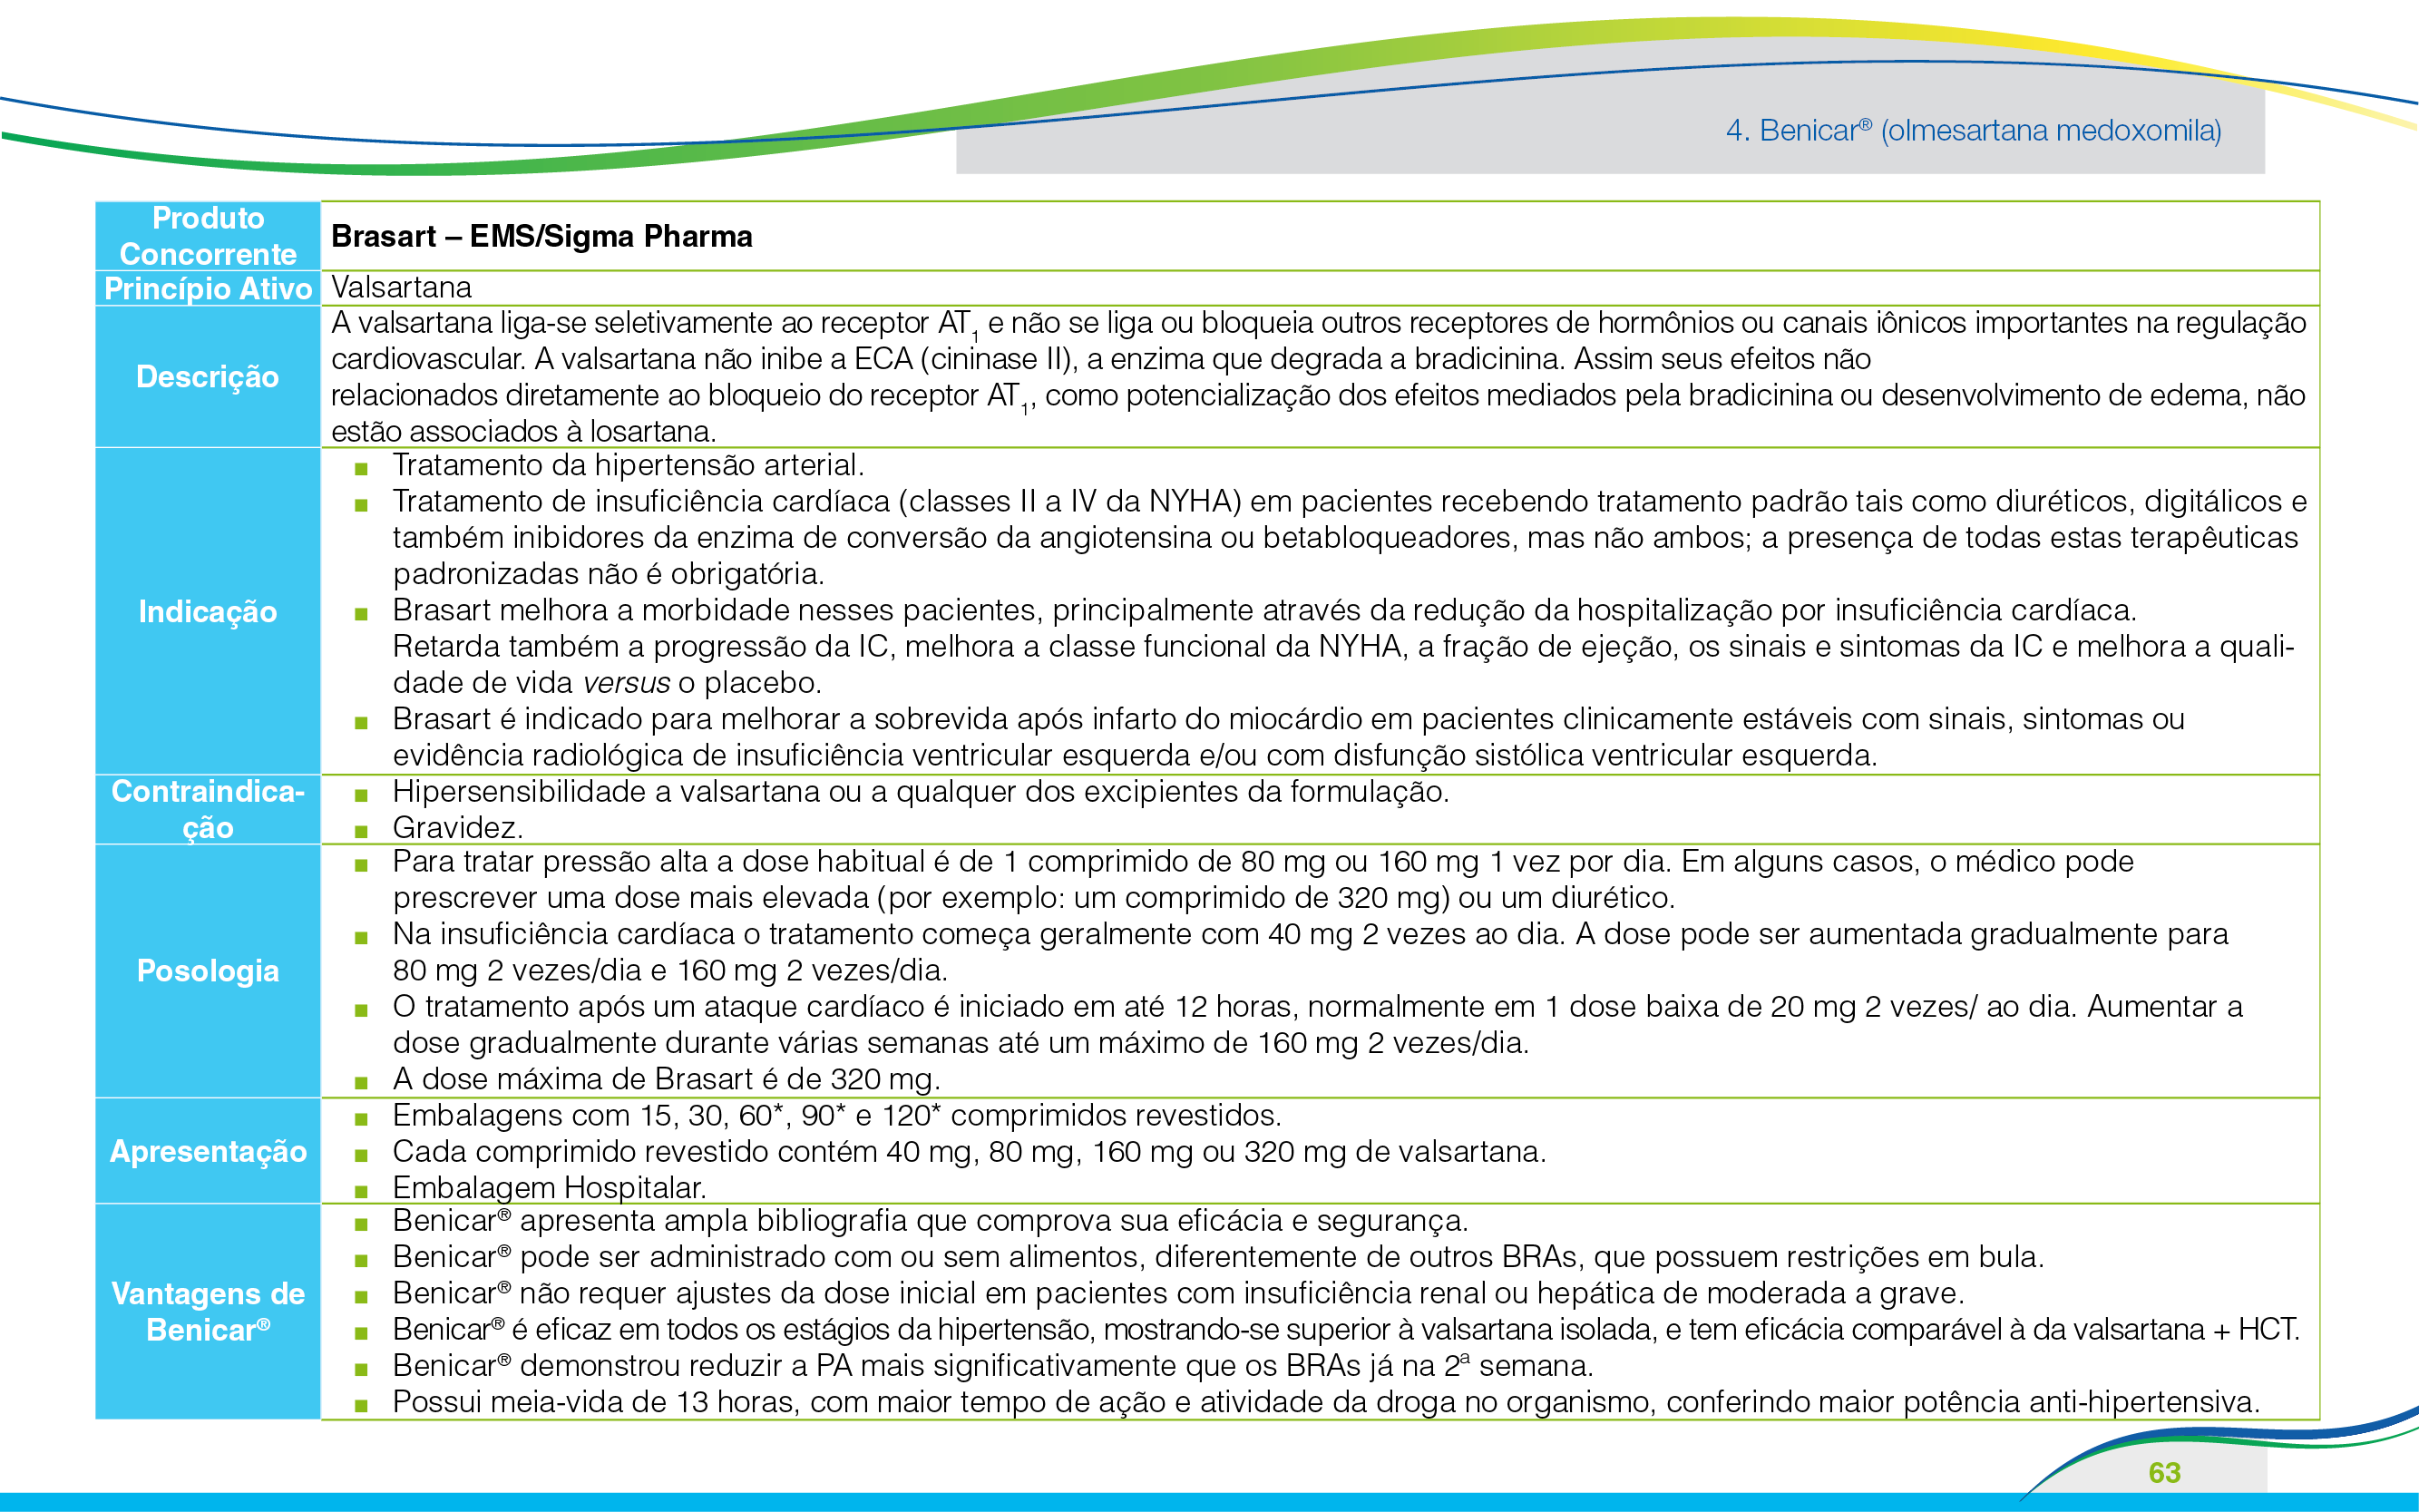 4. Benicar® (olmesartana medoxomila)
Produto
Concorrente
Brasart – EMS/Sigma Pharma
Princípio Ativo
Valsartana
Descrição
A valsartana liga-se seletivamente ao receptor AT1 e não se liga ou bloqueia outros receptores de hormônios ou canais iônicos importantes na regulação
cardiovascular. A valsartana não inibe a ECA (cininase II), a enzima que degrada a bradicinina. Assim seus efeitos não
relacionados diretamente ao bloqueio do receptor AT1, como potencialização dos efeitos mediados pela bradicinina ou desenvolvimento de edema, não
estão associados à losartana.
Indicação
■ Tratamento da hipertensão arterial.
■ Tratamento de insuficiência cardíaca (classes II a IV da NYHA) em pacientes recebendo tratamento padrão tais como diuréticos, digitálicos e
também inibidores da enzima de conversão da angiotensina ou betabloqueadores, mas não ambos; a presença de todas estas terapêuticas
padronizadas não é obrigatória.
■ Brasart melhora a morbidade nesses pacientes, principalmente através da redução da hospitalização por insuficiência cardíaca.
Retarda também a progressão da IC, melhora a classe funcional da NYHA, a fração de ejeção, os sinais e sintomas da IC e melhora a quali-
dade de vida versus o placebo.
■ Brasart é indicado para melhorar a sobrevida após infarto do miocárdio em pacientes clinicamente estáveis com sinais, sintomas ou
evidência radiológica de insuficiência ventricular esquerda e/ou com disfunção sistólica ventricular esquerda.
Contraindica-
ção
■ Hipersensibilidade a valsartana ou a qualquer dos excipientes da formulação.
■ Gravidez.
Posologia
■ Para tratar pressão alta a dose habitual é de 1 comprimido de 80 mg ou 160 mg 1 vez por dia. Em alguns casos, o médico pode
prescrever uma dose mais elevada (por exemplo: um comprimido de 320 mg) ou um diurético.
■ Na insuficiência cardíaca o tratamento começa geralmente com 40 mg 2 vezes ao dia. A dose pode ser aumentada gradualmente para
80 mg 2 vezes/dia e 160 mg 2 vezes/dia.
■ O tratamento após um ataque cardíaco é iniciado em até 12 horas, normalmente em 1 dose baixa de 20 mg 2 vezes/ ao dia. Aumentar a
dose gradualmente durante várias semanas até um máximo de 160 mg 2 vezes/dia.
■ A dose máxima de Brasart é de 320 mg.
Apresentação
■ Embalagens com 15, 30, 60*, 90* e 120* comprimidos revestidos.
■ Cada comprimido revestido contém 40 mg, 80 mg, 160 mg ou 320 mg de valsartana.
■ Embalagem Hospitalar.
Vantagens de
Benicar®
■ Benicar® apresenta ampla bibliografia que comprova sua eficácia e segurança.
■ Benicar® pode ser administrado com ou sem alimentos, diferentemente de outros BRAs, que possuem restrições em bula.
■ Benicar® não requer ajustes da dose inicial em pacientes com insuficiência renal ou hepática de moderada a grave.
■ Benicar® é eficaz em todos os estágios da hipertensão, mostrando-se superior à valsartana isolada, e tem eficácia comparável à da valsartana + HCT.
■ Benicar® demonstrou reduzir a PA mais significativamente que os BRAs já na 2ª semana.
■ Possui meia-vida de 13 horas, com maior tempo de ação e atividade da droga no organismo, conferindo maior potência anti-hipertensiva.
63